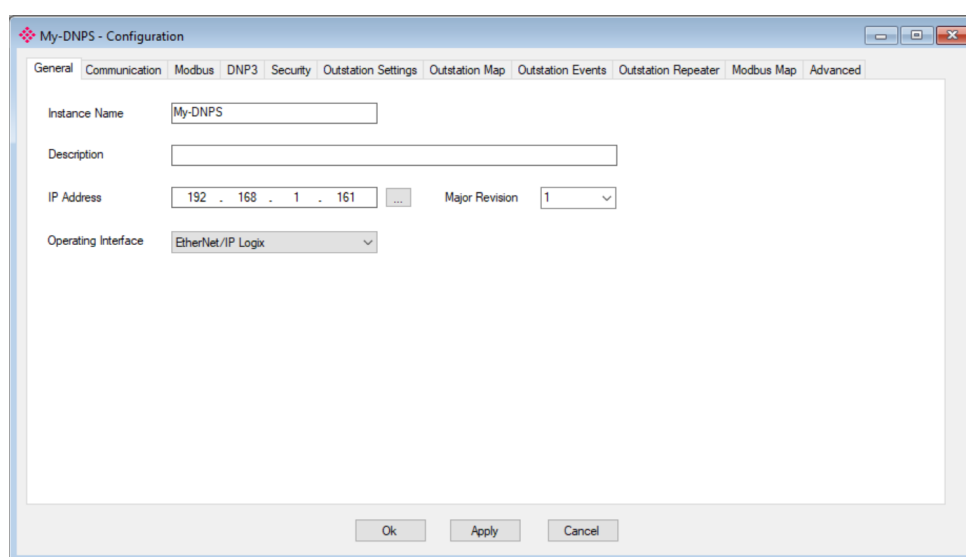 My-DNPS - Configuration
General Communication Modbus DNP3 Security Outstation Settings Outstation Map Outstation Events Outstation Repeater Modbus Map Advanced
Instance Name My-DNPS
Description
IP Address 192 . 168 . 1 . 161 ... Major Revision 1
Operating Interface EtherNet/IP Logix
Ok Apply Cancel